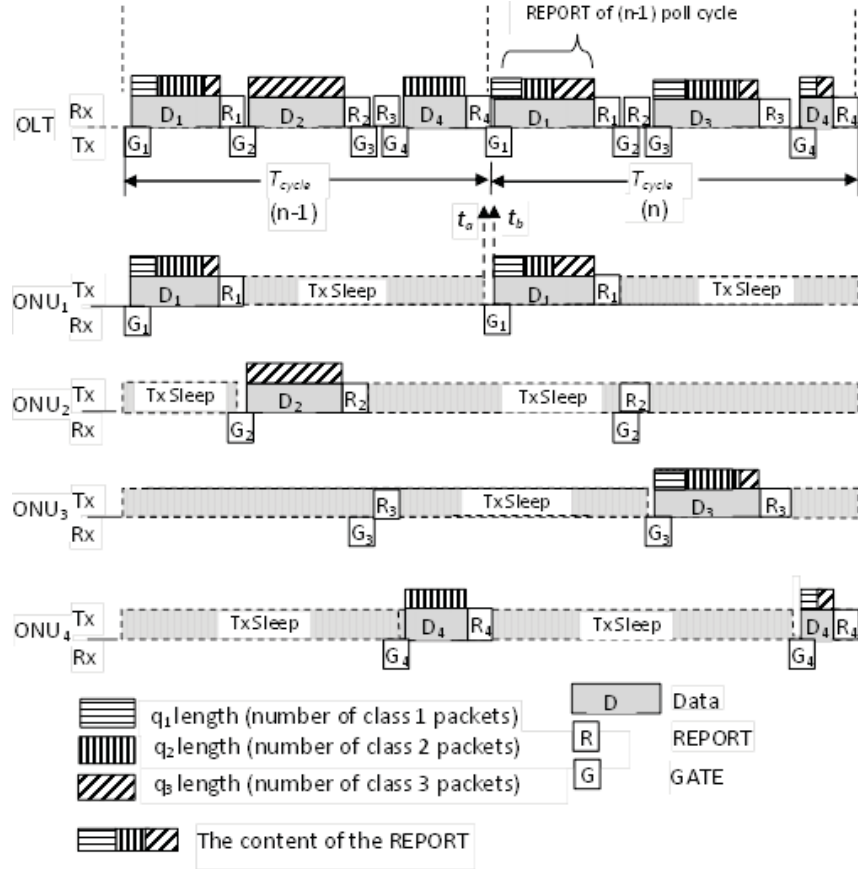 REPORT of (n-1) poll cycle
OLT Rx D1 R1 D2 R2 R3 D4 R4 D1 R1 R2 D3 R3 D4 R4
Tx G1 G2 G3 G4 G1 G2 G3 G4
Tcycle Tcycle
(n-1) (n)
ta tb
ONU1 Tx D1 R1 Tx Sleep D1 R1 Tx Sleep
Rx G1 G1
ONU2 Tx Tx Sleep D2 R2 Tx Sleep R2
Rx G2 G2
ONU3 Tx R3 Tx Sleep D3 R3
Rx G3 G3
ONU4 Tx Tx Sleep D4 R4 Tx Sleep D4 R4
Rx G4 G4
q1 length (number of class 1 packets) D Data
q2 length (number of class 2 packets) R REPORT
q3 length (number of class 3 packets) G GATE
The content of the REPORT